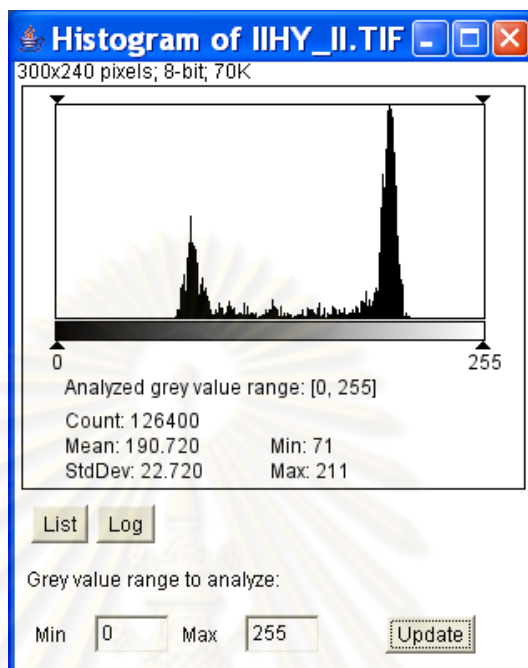 Histogram of IIHY_II.TIF
300x240 pixels; 8-bit; 70K
0 255
Analyzed grey value range: [0, 255]
Count: 126400
Mean: 190.720 Min: 71
StdDev: 22.720 Max: 211
List Log
Grey value range to analyze:
Min 0 Max 255 Update